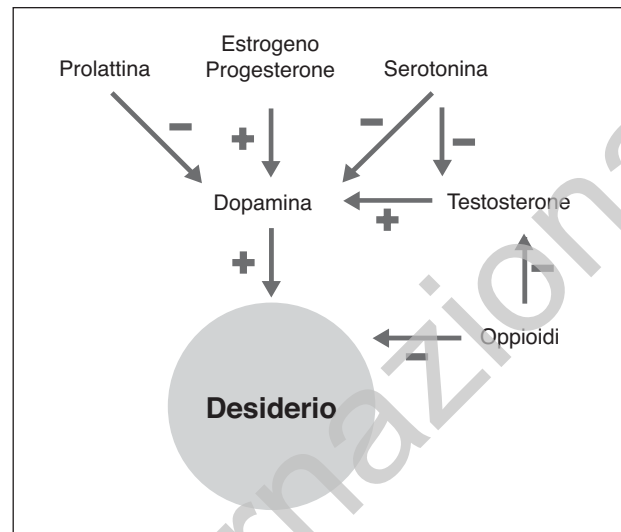 Estrogeno
Prolattina Progesterone Serotonina
− + − −
Dopamina + Testosterone
+ −
− Oppioidi
Desiderio